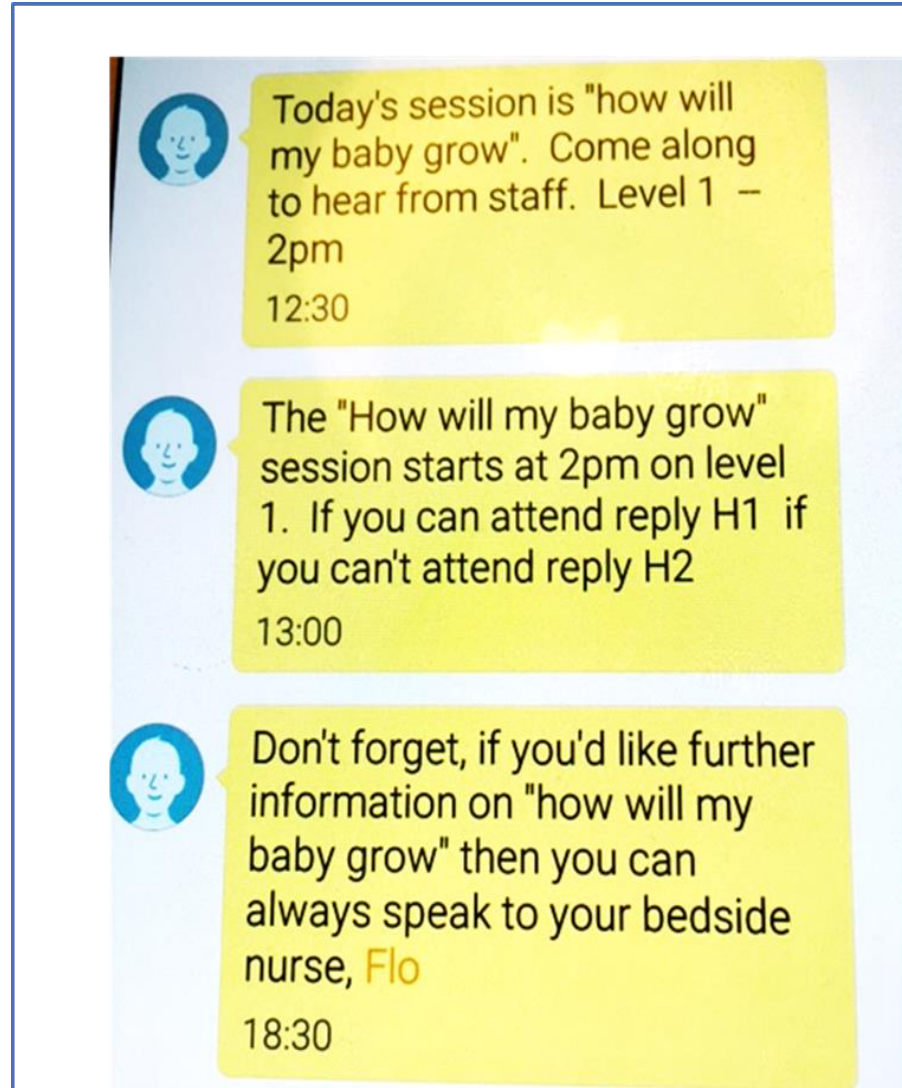 Today's session is "how will
my baby grow".  Come along
to hear from staff.  Level 1  –
2pm
12:30
The "How will my baby grow"
session starts at 2pm on level
1.  If you can attend reply H1  if
you can't attend reply H2
13:00
Don't forget, if you'd like further
information on "how will my
baby grow" then you can
always speak to your bedside
nurse, Flo
18:30